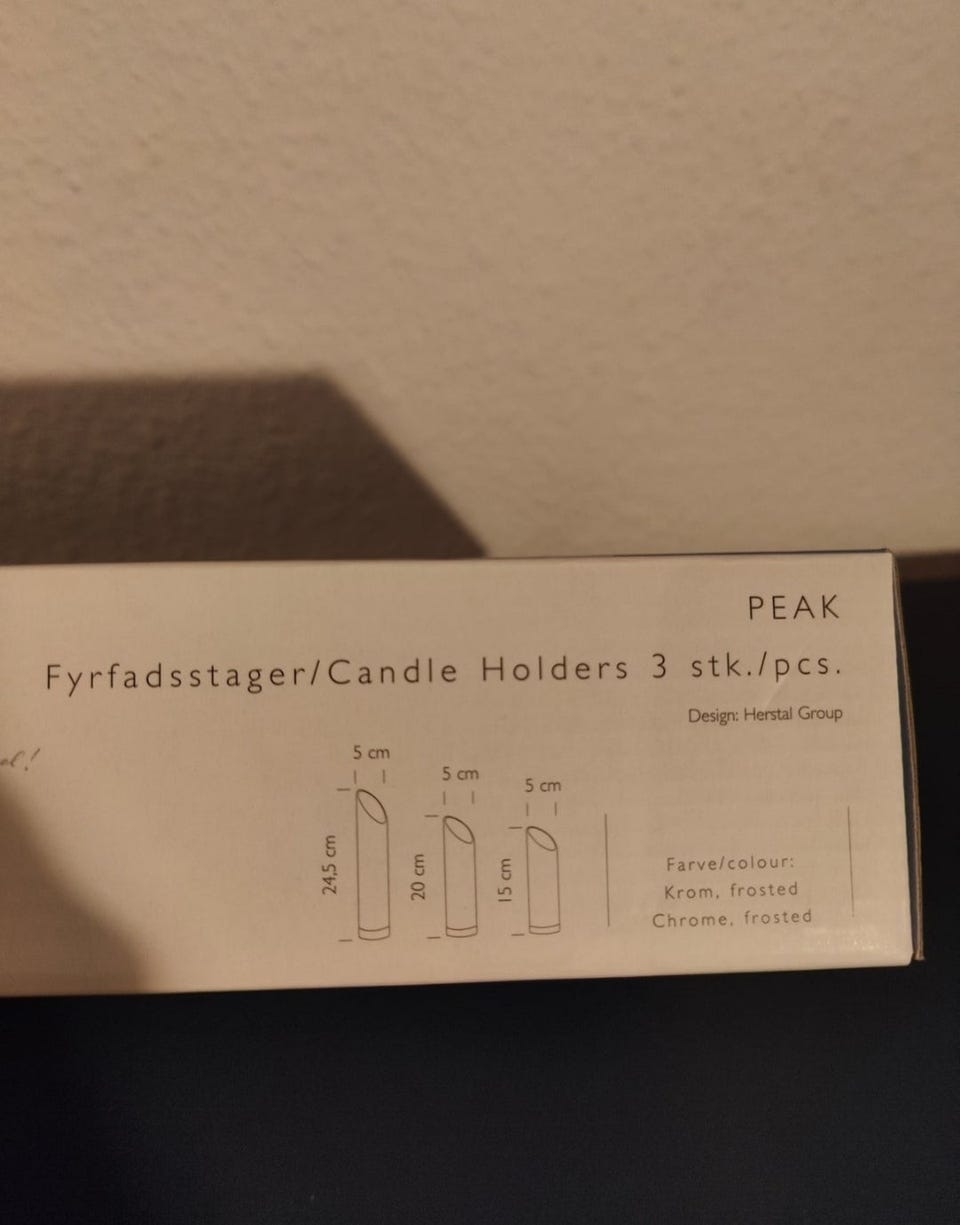 PEAK
Fyrfadsstager/Candle Holders 3 stk./pcs.
Design: Herstal Group
5 cm
5 cm
5 cm
24,5 cm
20 cm
15 cm
Farve/colour:
Krom, frosted
Chrome, frosted